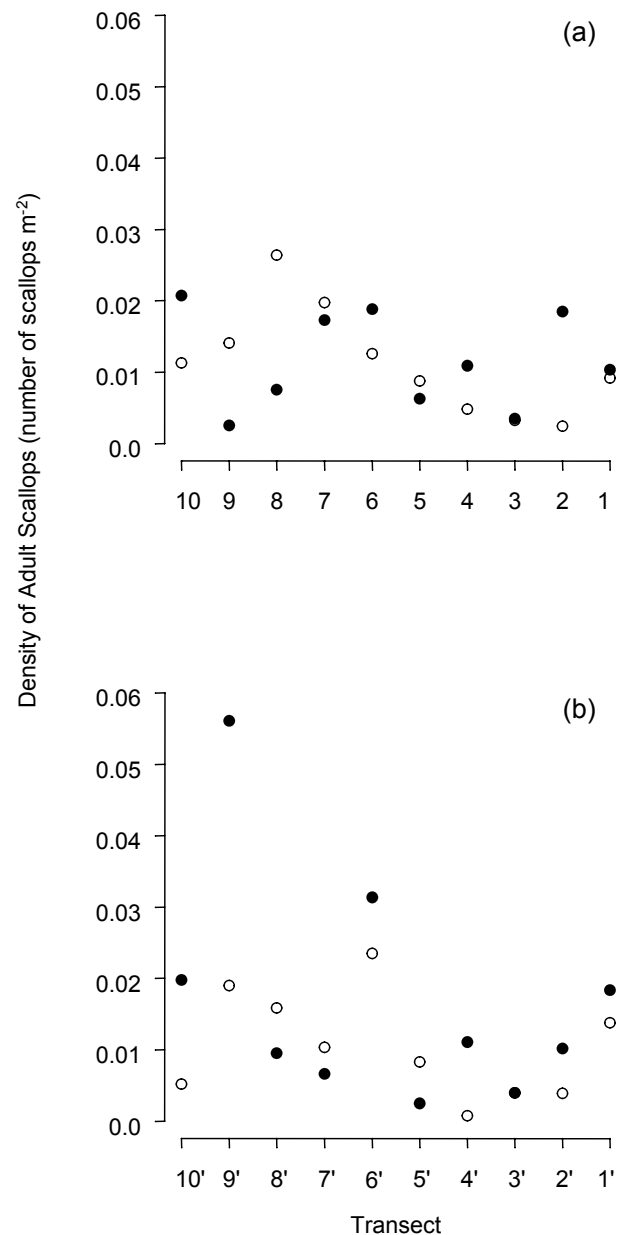 (a)
0.06
0.05
0.04
0.03
0.02
0.01
0.0
10 9 8 7 6 5 4 3 2 1
Density of Adult Scallops (number of scallops m-2)
(b)
0.06
0.05
0.04
0.03
0.02
0.01
0.0
10' 9' 8' 7' 6' 5' 4' 3' 2' 1'
Transect